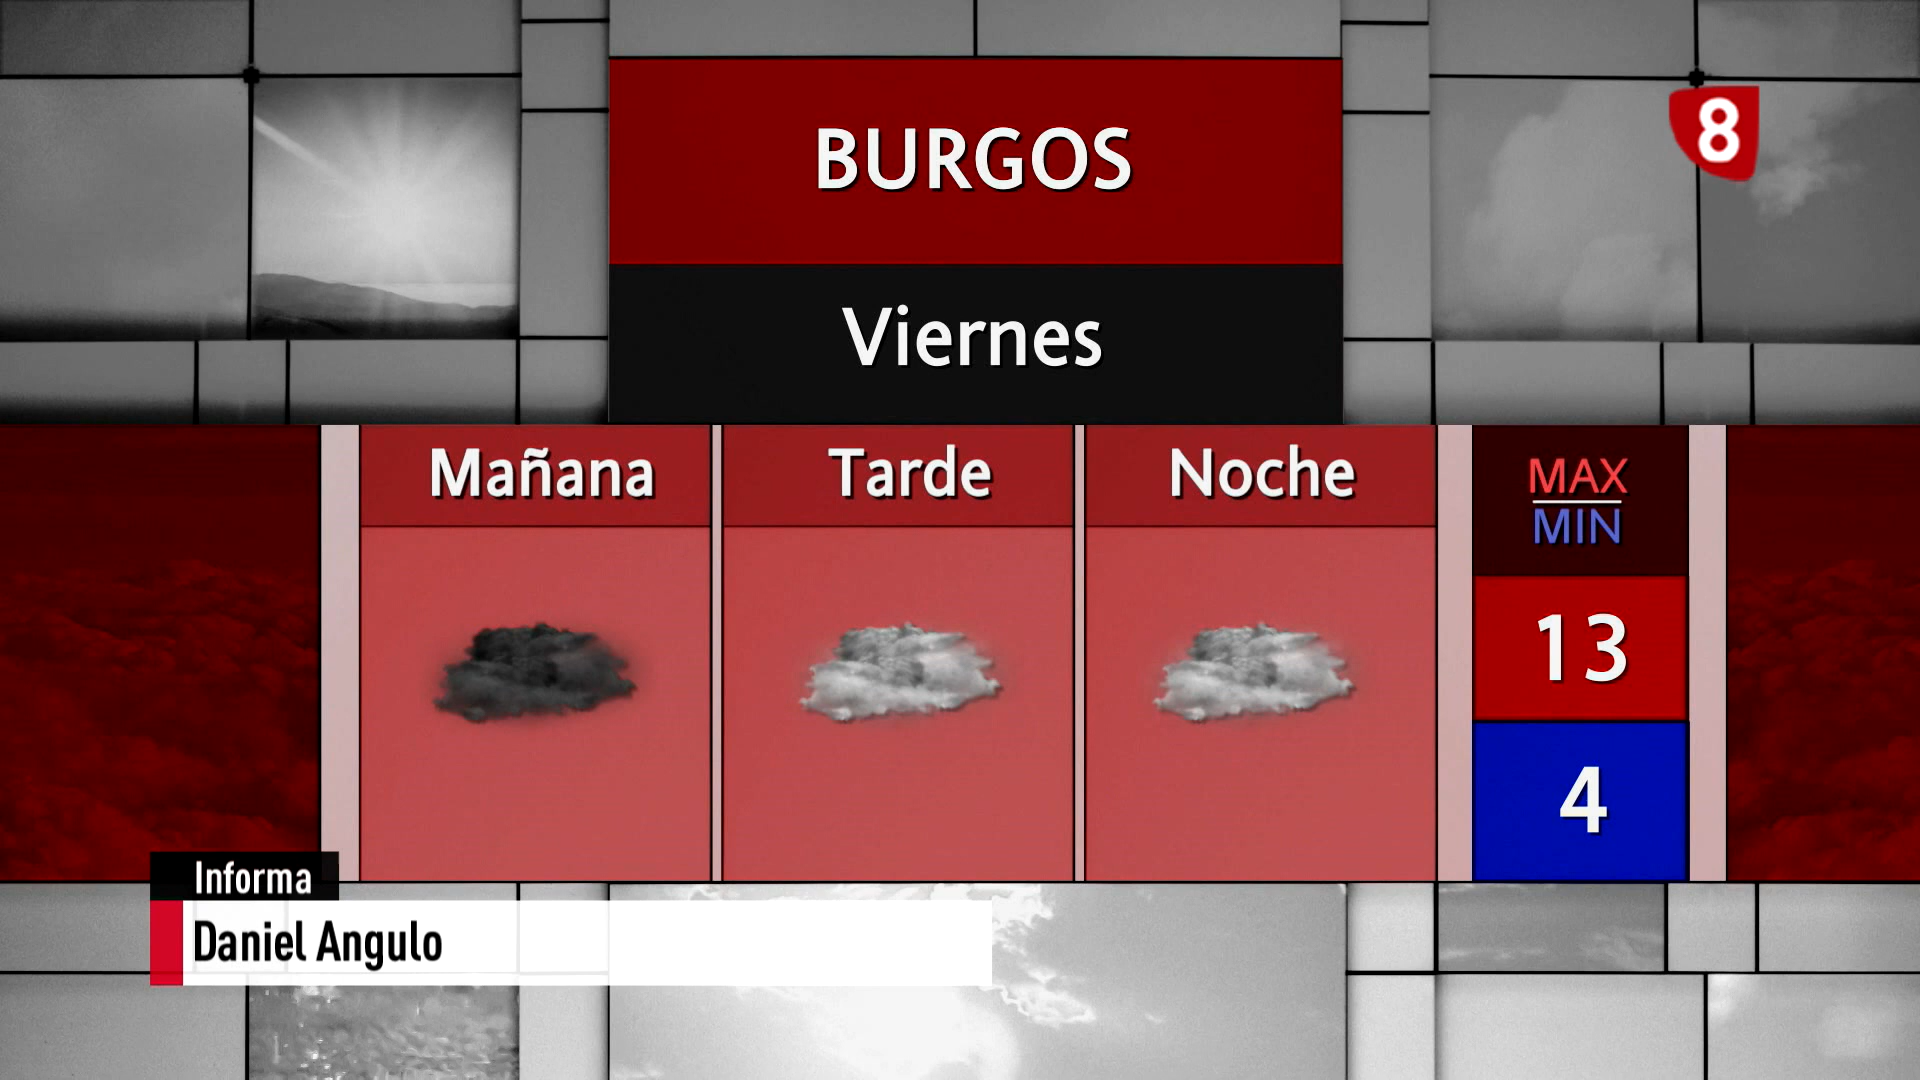 BURGOS
8
Viernes
Mañana
Tarde
Noche
MAX
MIN
13
4
Informa
Daniel Angulo